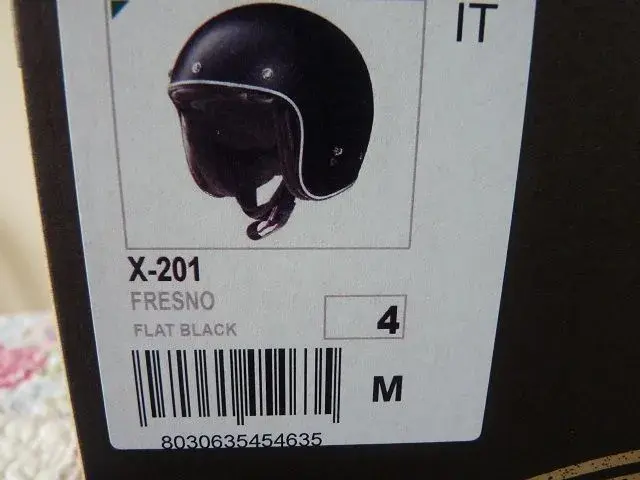 IT
X-201
FRESNO
FLAT BLACK
4
M
8030635454635